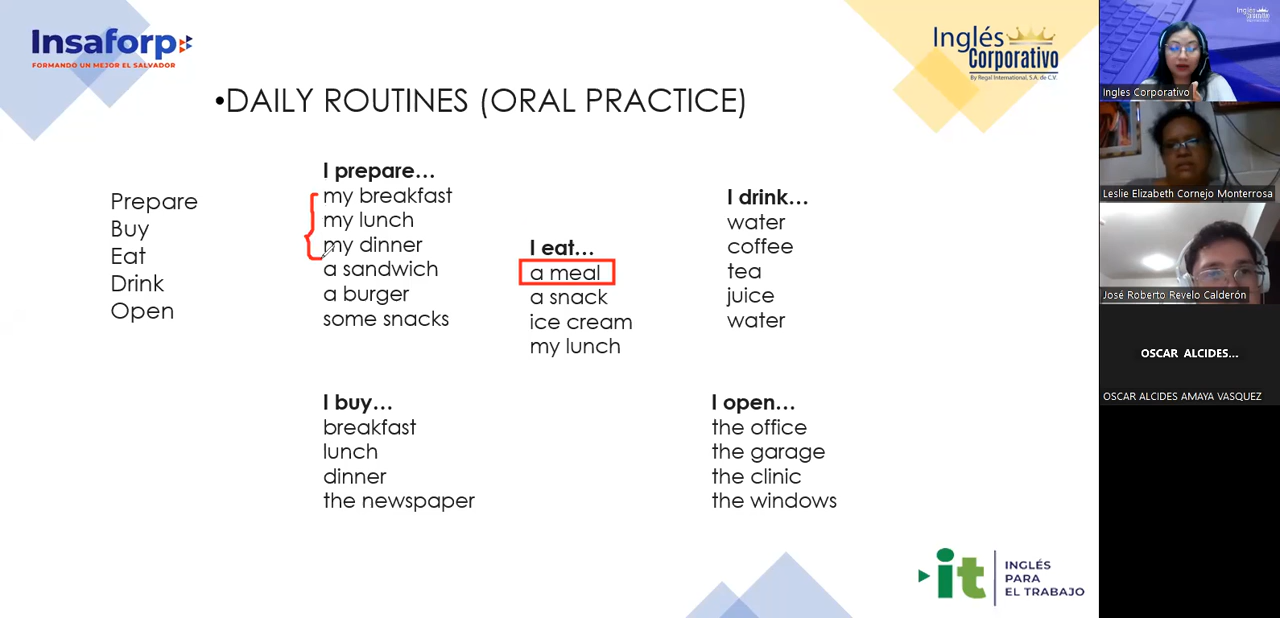 Insaforp
FORMANDO UN MEJOR EL SALVADOR
Inglés
Corporativo
By Regal International, S.A. de C.V.
•DAILY ROUTINES (ORAL PRACTICE)
Prepare
Buy
Eat
Drink
Open
I prepare...
my breakfast
my lunch
my dinner
a sandwich
a burger
some snacks
I eat...
a meal
a snack
ice cream
my lunch
I drink...
water
coffee
tea
juice
water
I buy...
breakfast
lunch
dinner
the newspaper
I open...
the office
the garage
the clinic
the windows
it
INGLÉS
PARA
EL TRABAJO
Ingles Corporativo
Leslie Elizabeth Cornejo Monterrosa
José Roberto Revelo Calderón
OSCAR ALCIDES...
OSCAR ALCIDES AMAYA VASQUEZ